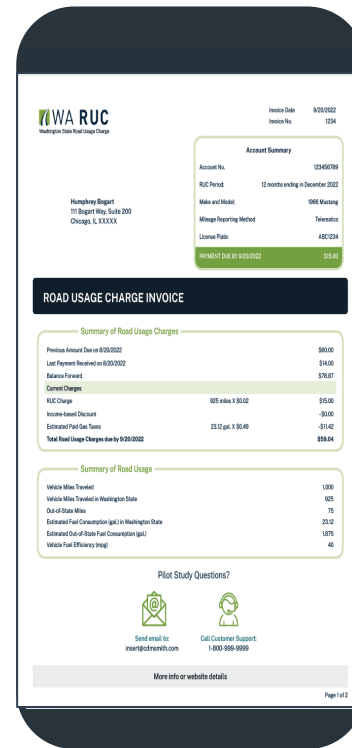 WA RUC
Washington State Road Usage Charge
Invoice Date 9/20/2022
Invoice No. 1234
Account Summary
Account No. 123456789
RUC Period: 12 months ending in December 2022
Make and Model: 1966 Mustang
Mileage Reporting Method Telematics
License Plate: ABC1234
PAYMENT DUE BY 9/20/2022 $15.00
Humphrey Bogart
111 Bogart Way, Suite 200
Chicago, IL XXXXX
ROAD USAGE CHARGE INVOICE
Summary of Road Usage Charges
Previous Amount Due on 8/20/2022 $60.00
Last Payment Received on 8/20/2022 $14.00
Balance Forward $78.87
Current Charges
RUC Charge 925 miles X $0.02 $15.00
Income-based Discount -$0.00
Estimated Paid Gas Taxes 23.12 gal. X $0.49 -$11.42
Total Road Usage Charges due by 9/20/2022 $59.04
Summary of Road Usage
Vehicle Miles Traveled 1,000
Vehicle Miles Traveled in Washington State 925
Out-of-State Miles 75
Estimated Fuel Consumption (gal.) in Washington State 23.12
Estimated Out-of-State Fuel Consumption (gal.) 1.875
Vehicle Fuel Efficiency (mpg) 40
Pilot Study Questions?
Send email to:
insert@cdmsmith.com
Call Customer Support:
1-800-999-9999
More info or website details
Page 1 of 2